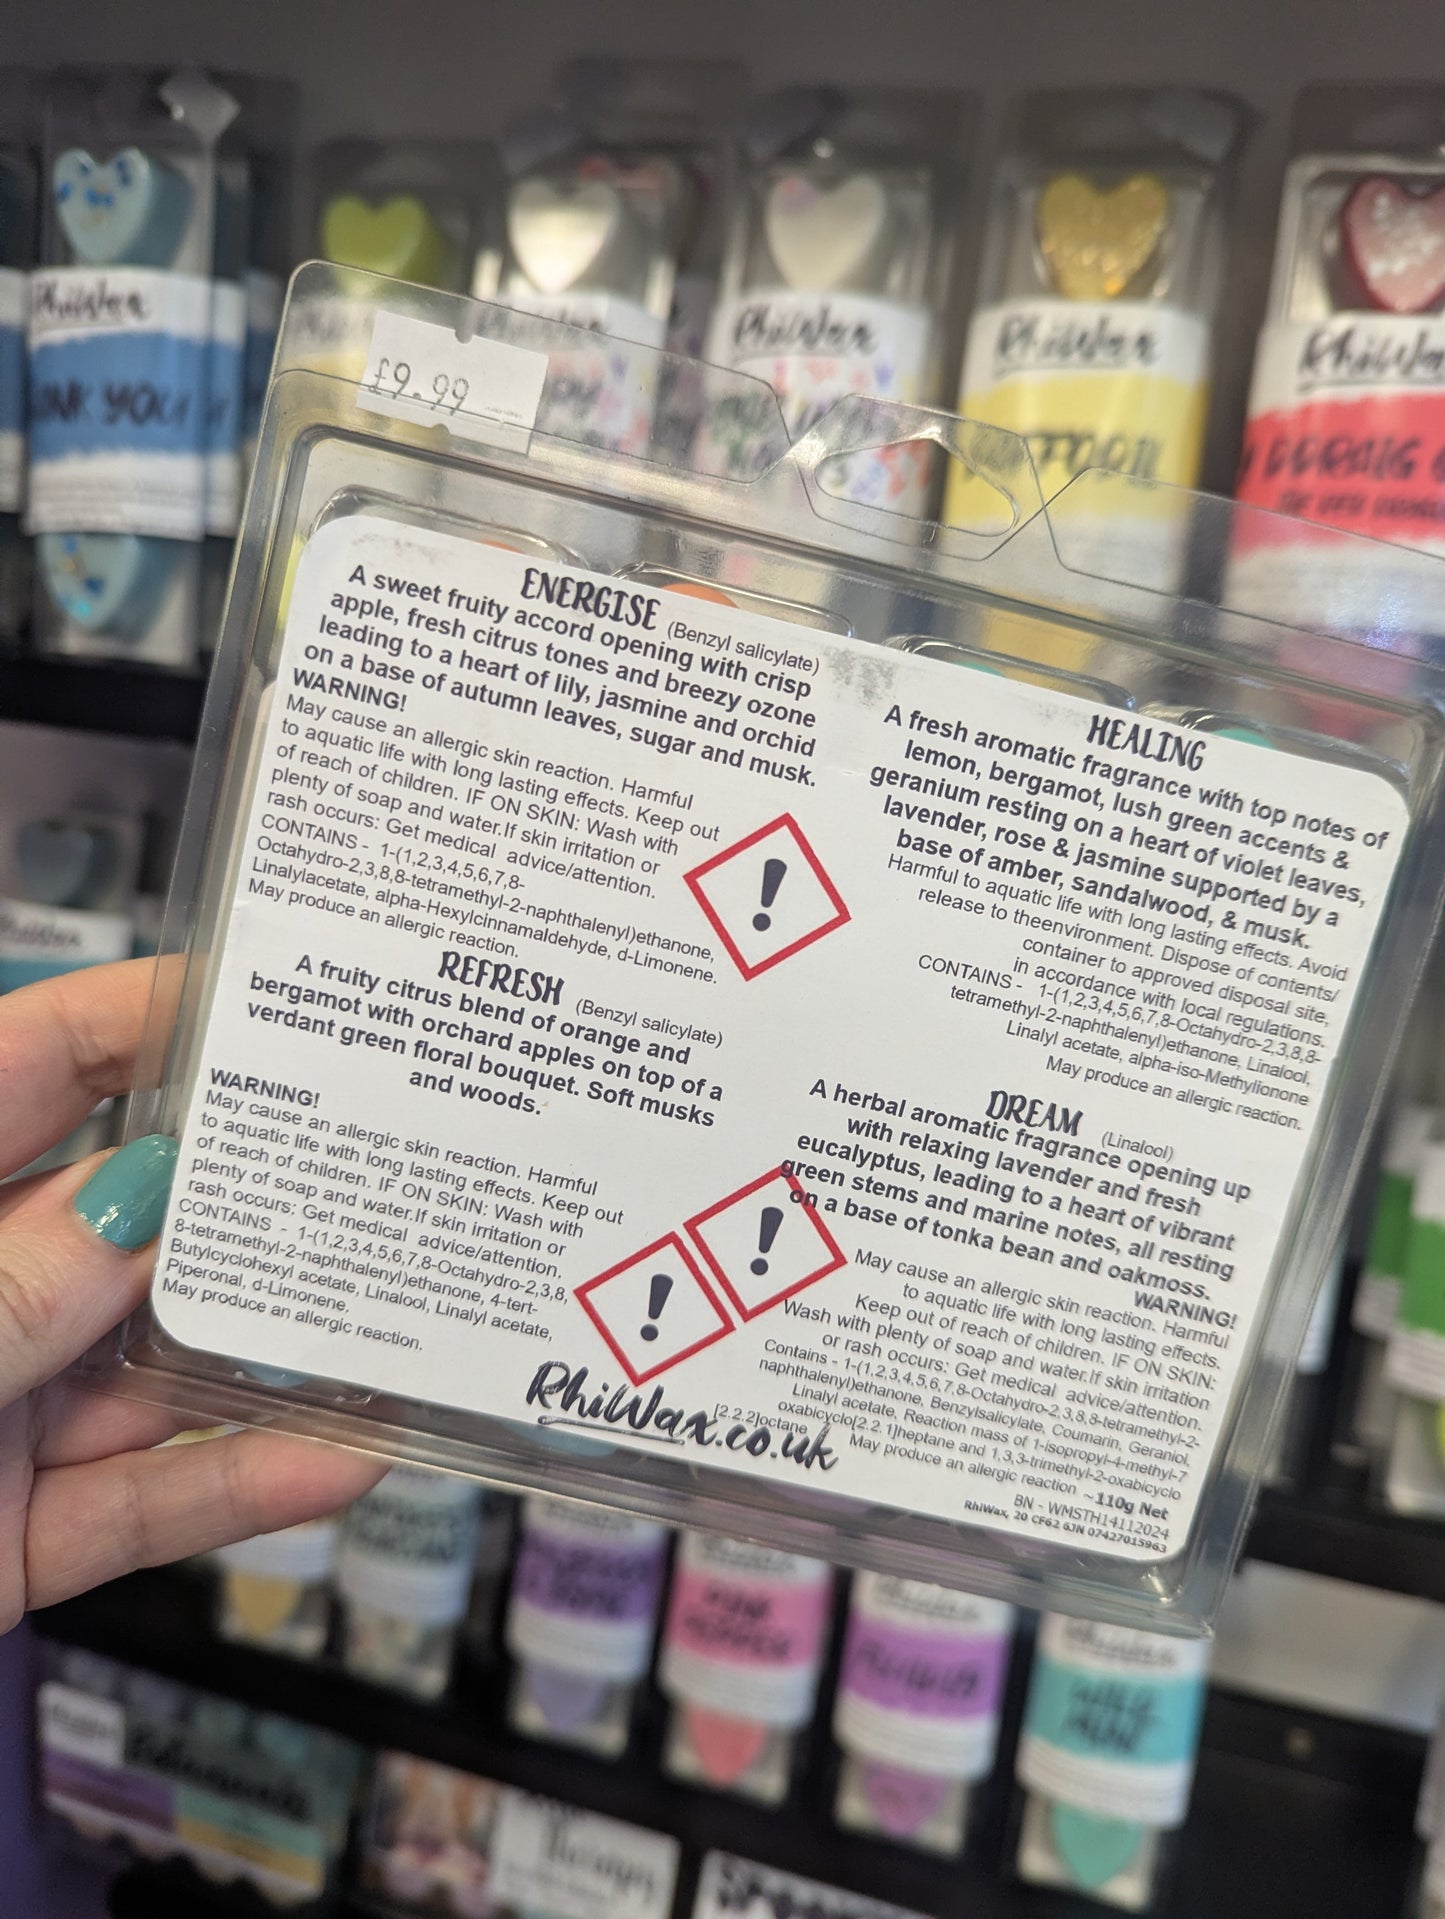 £9.99
ENERGISE (Benzyl salicylate)
A sweet fruity accord opening with crisp
apple, fresh citrus tones and breezy ozone
leading to a heart of lily, jasmine and orchid
on a base of autumn leaves, sugar and musk.
WARNING!
May cause an allergic skin reaction. Harmful
to aquatic life with long lasting effects. Keep out
of reach of children. IF ON SKIN: Wash with
plenty of soap and water.If skin irritation or
rash occurs: Get medical advice/attention.
CONTAINS - 1-(1,2,3,4,5,6,7,8-
Octahydro-2,3,8,8-tetramethyl-2-naphthalenyl)ethanone,
Linalylacetate, alpha-Hexylcinnamaldehyde, d-Limonene.
May produce an allergic reaction.
REFRESH (Benzyl salicylate)
A fruity citrus blend of orange and
bergamot with orchard apples on top of a
verdant green floral bouquet. Soft musks
and woods.
WARNING!
May cause an allergic skin reaction. Harmful
to aquatic life with long lasting effects. Keep out
of reach of children. IF ON SKIN: Wash with
plenty of soap and water.If skin irritation or
rash occurs: Get medical advice/attention.
CONTAINS - 1-(1,2,3,4,5,6,7,8-Octahydro-2,3,8,
8-tetramethyl-2-naphthalenyl)ethanone, 4-tert-
Butylcyclohexyl acetate, Linalool, Linalyl acetate,
Piperonal, d-Limonene,
May produce an allergic reaction.
HEALING
A fresh aromatic fragrance with top notes of
lemon, bergamot, lush green accents &
geranium resting on a heart of violet leaves,
lavender, rose & jasmine supported by a
base of amber, sandalwood, & musk.
Harmful to aquatic life with long lasting effects. Avoid
release to theenvironment. Dispose of contents/
container to approved disposal site,
in accordance with local regulations.
CONTAINS - 1-(1,2,3,4,5,6,7,8-Octahydro-2,3,8,8-
tetramethyl-2-naphthalenyl)ethanone, Linalool,
Linalyl acetate, alpha-iso-Methylionone
May produce an allergic reaction.
DREAM (Linalool)
A herbal aromatic fragrance opening up
with relaxing lavender and fresh
eucalyptus, leading to a heart of vibrant
green stems and marine notes, all resting
on a base of tonka bean and oakmoss.
WARNING!
May cause an allergic skin reaction. Harmful
to aquatic life with long lasting effects.
Keep out of reach of children. IF ON SKIN:
Wash with plenty of soap and water.If skin irritation
or rash occurs: Get medical advice/attention.
Contains - 1-(1,2,3,4,5,6,7,8-Octahydro-2,3,8,8-tetramethyl-2-
naphthalenyl)ethanone, Benzylsalicylate, Coumarin, Geraniol,
Linalyl acetate, Reaction mass of 1-isopropyl-4-methyl-7
oxabicyclo[2.2.1]heptane and 1,3,3-trimethyl-2-oxabicyclo
[2.2.2]octane May produce an allergic reaction
~110g Net
BN - WMSTH14112024
RhiWax, 20 CF62 6JN 07427015963
RhiWax.co.uk
RhiWax
RhiWax
RhiWax
RhiWax
YOU
PINK
PEPPER